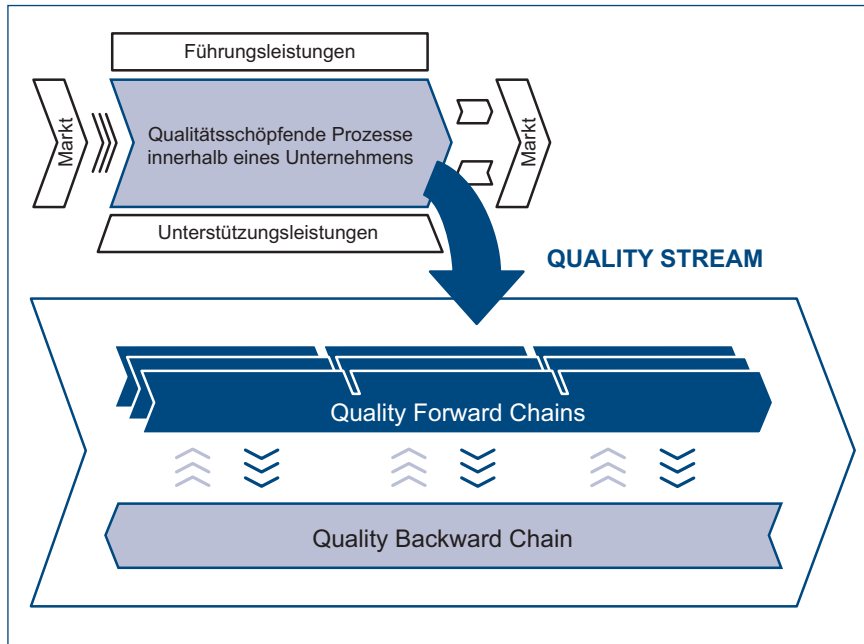 Führungsleistungen
Markt
Qualitätsschöpfende Prozesse
innerhalb eines Unternehmens
Markt
Unterstützungsleistungen
QUALITY STREAM
Quality Forward Chains
Quality Backward Chain